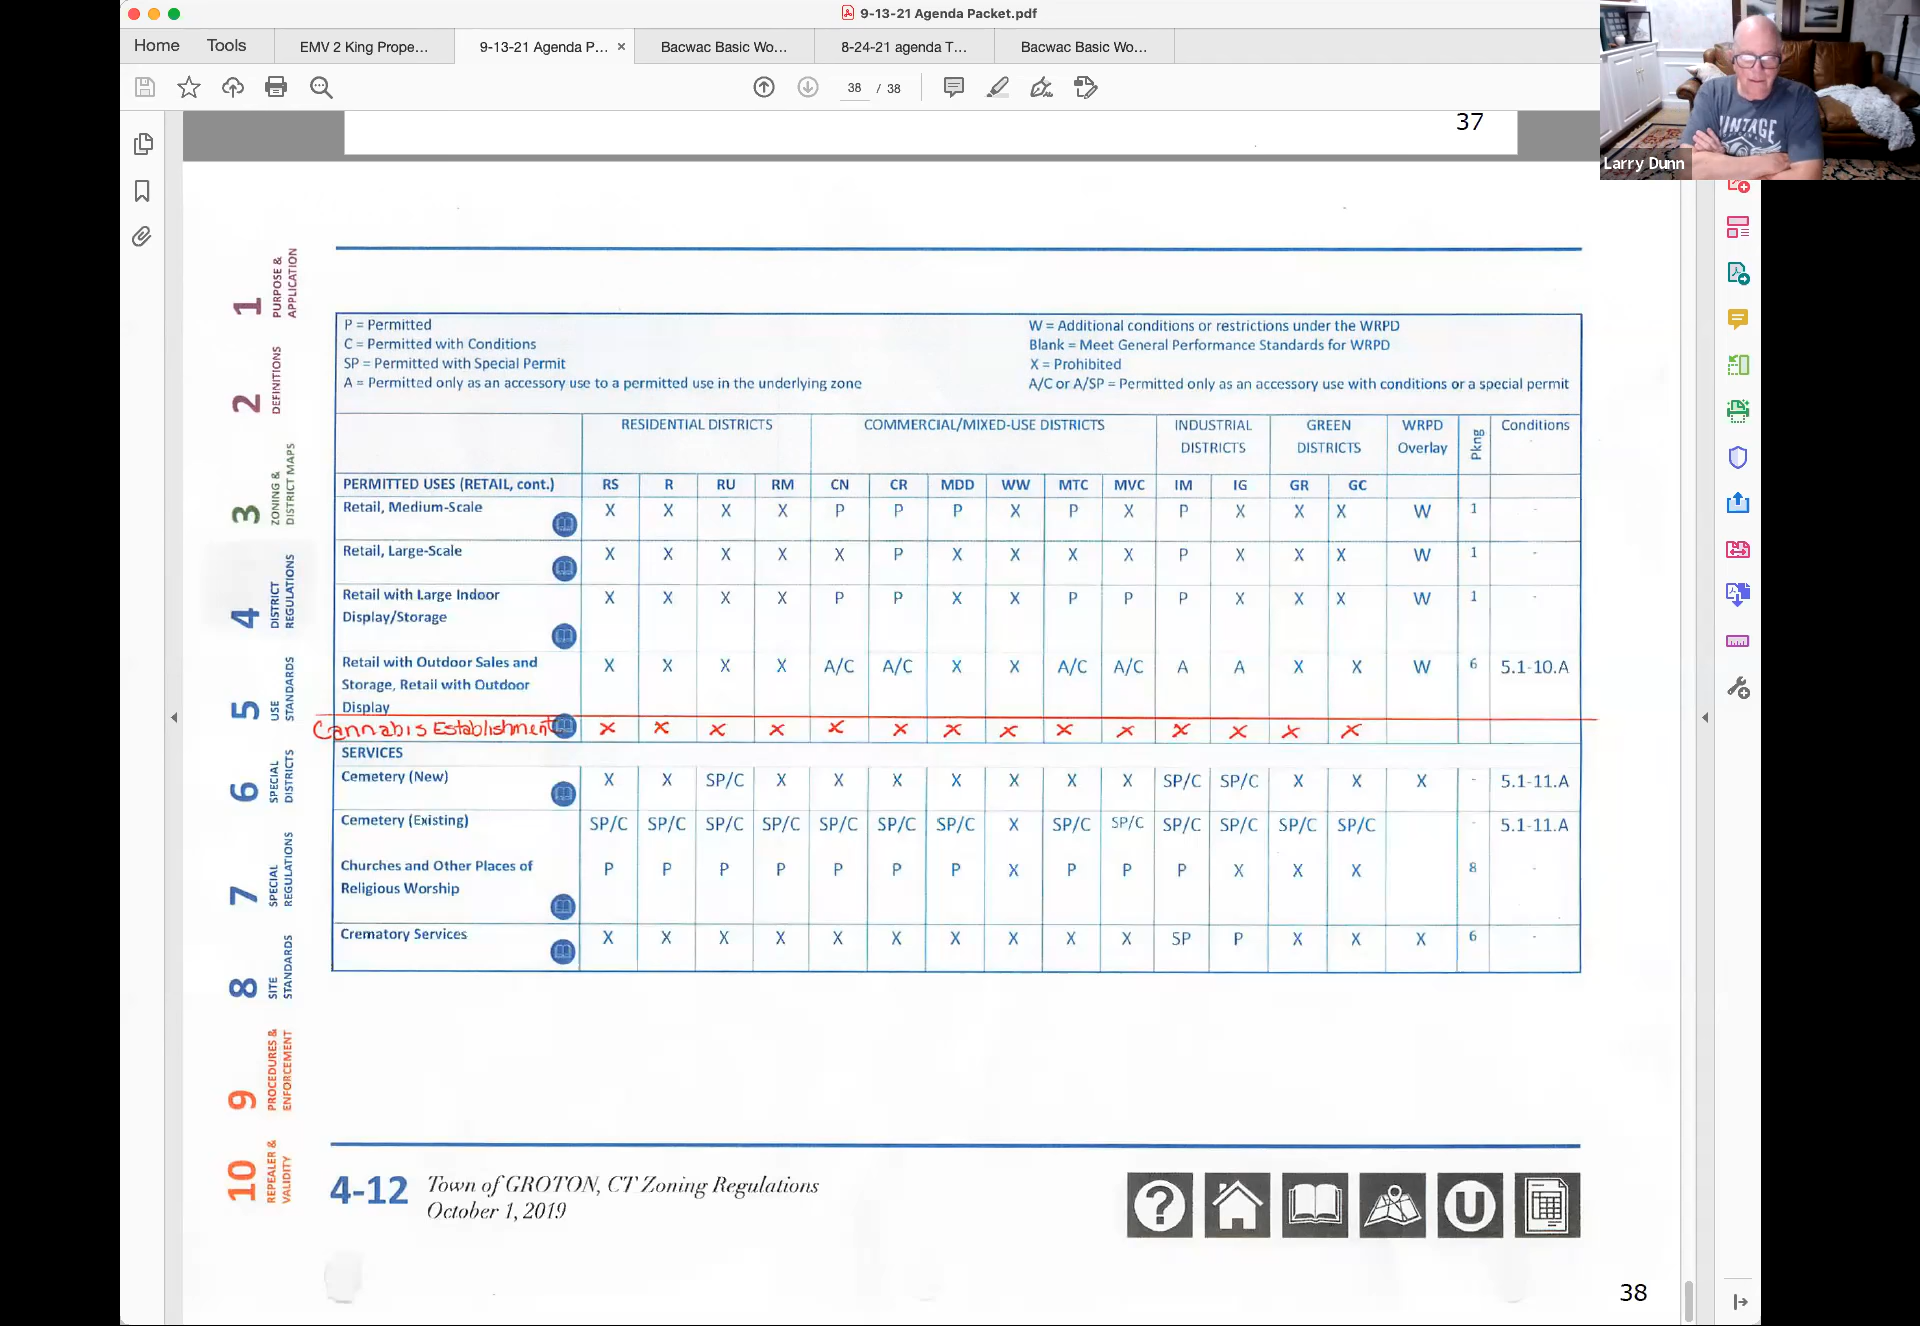 9-13-21 Agenda Packet.pdf
Home Tools EMV 2 King Prope... 9-13-21 Agenda P... × Bacwac Basic Wo... 8-24-21 agenda T... Bacwac Basic Wo...
38 / 38
37
Larry Dunn
VINTAGE
1 PURPOSE & APPLICATION
2 DEFINITIONS
3 ZONING & DISTRICT MAPS
4 DISTRICT REGULATIONS
5 USE STANDARDS
6 SPECIAL DISTRICTS
7 SPECIAL REGULATIONS
8 SITE STANDARDS
9 PROCEDURES & ENFORCEMENT
10 REPEALER & VALIDITY
P = Permitted
C = Permitted with Conditions
SP = Permitted with Special Permit
A = Permitted only as an accessory use to a permitted use in the underlying zone
W = Additional conditions or restrictions under the WRPD
Blank = Meet General Performance Standards for WRPD
X = Prohibited
A/C or A/SP = Permitted only as an accessory use with conditions or a special permit
RESIDENTIAL DISTRICTS COMMERCIAL/MIXED-USE DISTRICTS INDUSTRIAL DISTRICTS GREEN DISTRICTS WRPD Overlay Pkng Conditions
PERMITTED USES (RETAIL, cont.) RS R RU RM CN CR MDD WW MTC MVC IM IG GR GC
Retail, Medium-Scale X X X X P P P X P X P X X X W 1 -
Retail, Large-Scale X X X X X P X X X X P X X X W 1 -
Retail with Large Indoor
Display/Storage X X X X P P X X P P P X X X W 1 -
Retail with Outdoor Sales and
Storage, Retail with Outdoor
Display X X X X A/C A/C X X A/C A/C A A X X W 6 5.1-10.A
Cannabis Establishment X X X X X X X X X X X X X X
SERVICES
Cemetery (New) X X SP/C X X X X X X X SP/C SP/C X X X - 5.1-11.A
Cemetery (Existing) SP/C SP/C SP/C SP/C SP/C SP/C SP/C X SP/C SP/C SP/C SP/C SP/C SP/C - 5.1-11.A
Churches and Other Places of
Religious Worship P P P P P P P X P P P X X X 8 -
Crematory Services X X X X X X X X X X SP P X X X 6 -
4-12 Town of GROTON, CT Zoning Regulations
October 1, 2019
? U
38